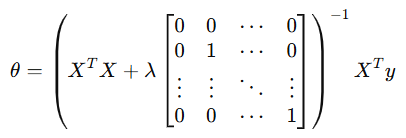 θ = ( X^T X + λ [ 0 0 ⋯ 0 ; 0 1 ⋯ 0 ; ⋮ ⋮ ⋱ ⋮ ; 0 0 ⋯ 1 ] )^{-1} X^T y